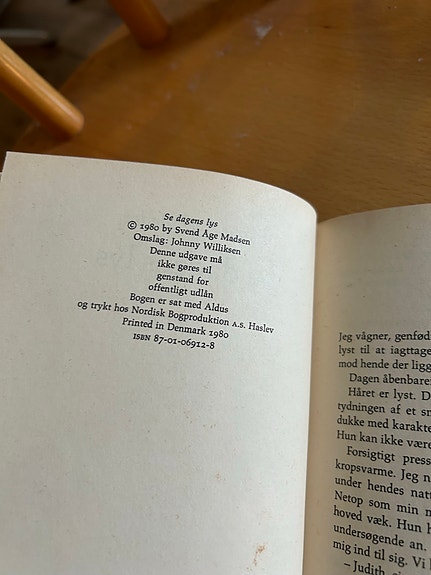 Se dagens lys
© 1980 by Svend Åge Madsen
Omslag: Johnny Williksen
Denne udgave må
ikke gøres til
genstand for
offentligt udlån
Bogen er sat med Aldus
og trykt hos Nordisk Bogproduktion A.S. Haslev
Printed in Denmark 1980
ISBN 87-01-06912-8
Jeg vågner, genfød
lyst til at iagttage
mod hende der ligg
Dagen åbenbare
Håret er lyst. D
tydningen af et sm
dukke med karakte
Hun kan ikke være
Forsigtigt press
kropsvarme. Jeg n
under hendes natt
Netop som min m
hoved væk. Hun h
undersøgende an.
mig ind til sig. Vi
– Judith